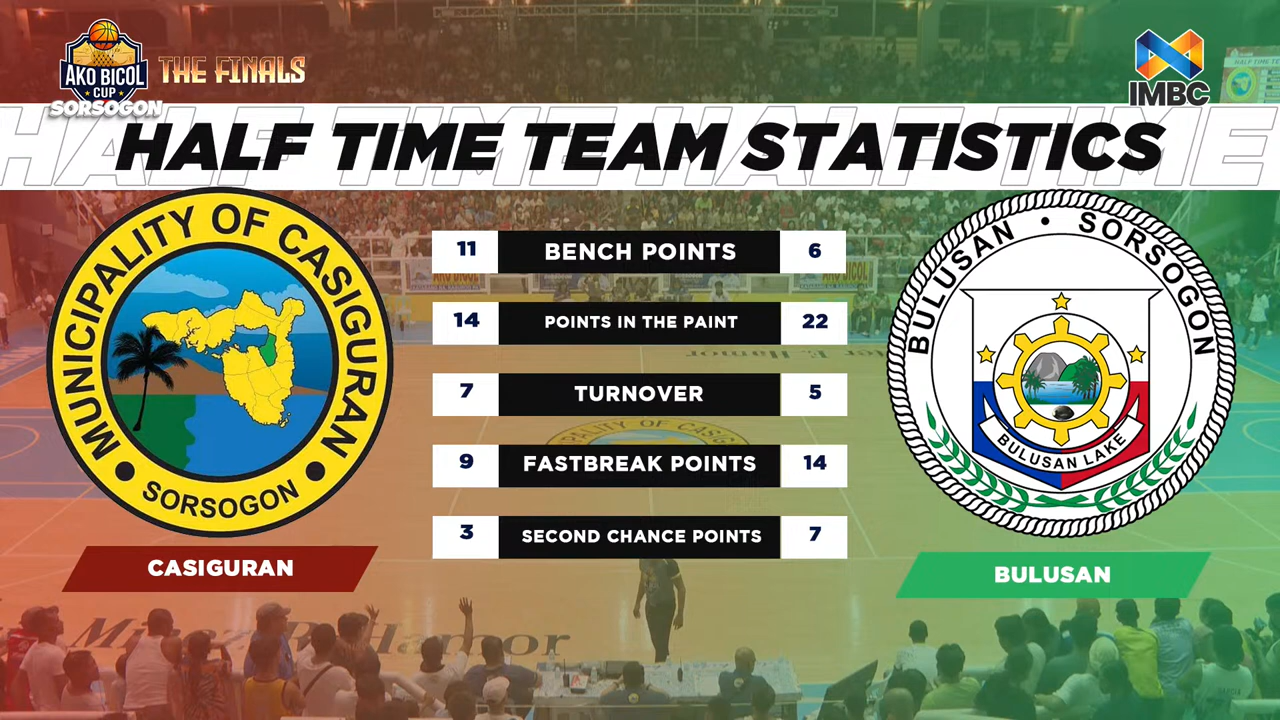 AKO BICOL
CUP
SORSOGON
THE FINALS
IMBC
HALF TIME TEAM STATISTICS
MUNICIPALITY OF CASIGURAN
SORSOGON
BULUSAN • SORSOGON
BULUSAN LAKE
11 BENCH POINTS 6
14 POINTS IN THE PAINT 22
7 TURNOVER 5
9 FASTBREAK POINTS 14
3 SECOND CHANCE POINTS 7
CASIGURAN
BULUSAN